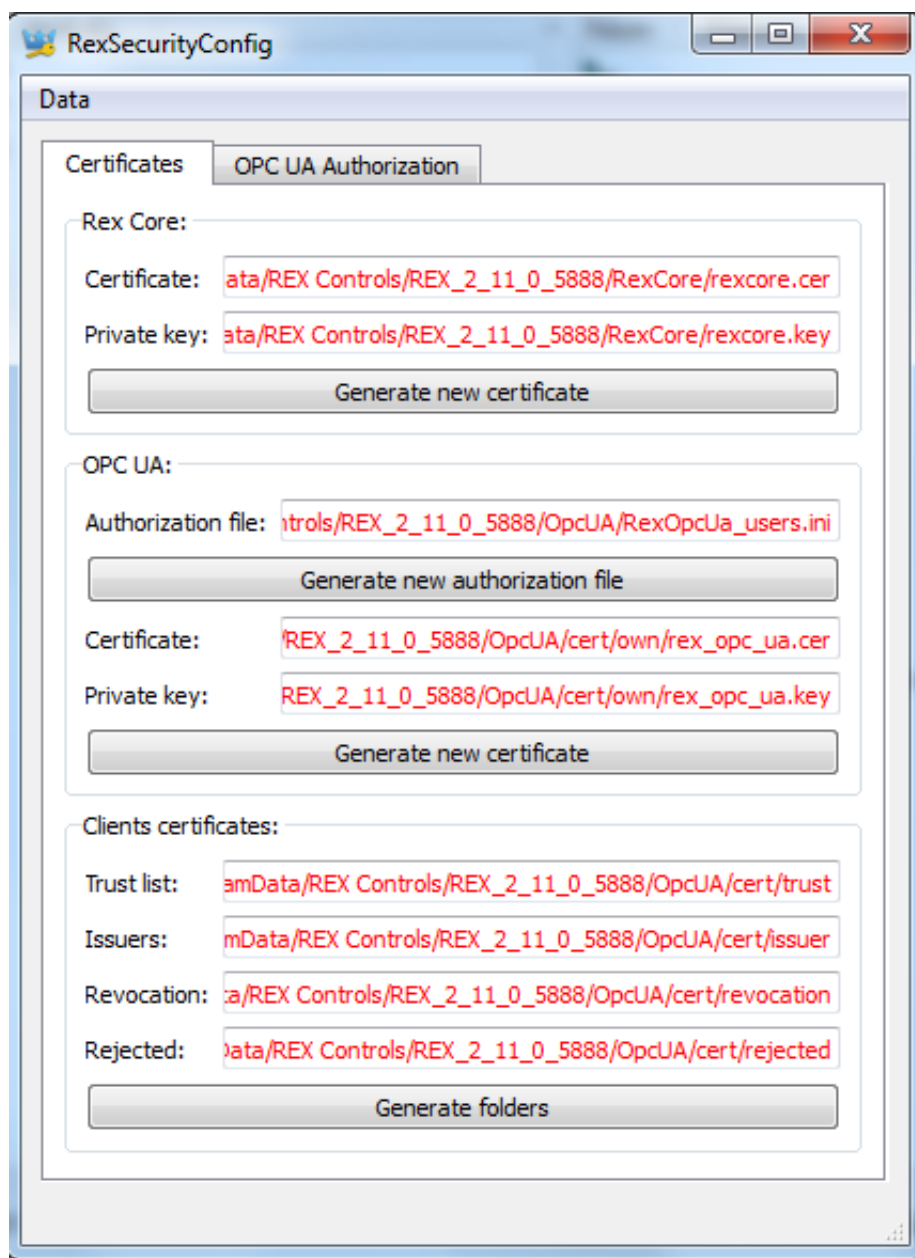 RexSecurityConfig
Data
Certificates OPC UA Authorization
Rex Core:
Certificate: ata/REX Controls/REX_2_11_0_5888/RexCore/rexcore.cer
Private key: ata/REX Controls/REX_2_11_0_5888/RexCore/rexcore.key
Generate new certificate
OPC UA:
Authorization file: ntrols/REX_2_11_0_5888/OpcUA/RexOpcUa_users.ini
Generate new authorization file
Certificate: /REX_2_11_0_5888/OpcUA/cert/own/rex_opc_ua.cer
Private key: REX_2_11_0_5888/OpcUA/cert/own/rex_opc_ua.key
Generate new certificate
Clients certificates:
Trust list: amData/REX Controls/REX_2_11_0_5888/OpcUA/cert/trust
Issuers: mData/REX Controls/REX_2_11_0_5888/OpcUA/cert/issuer
Revocation: ta/REX Controls/REX_2_11_0_5888/OpcUA/cert/revocation
Rejected: Data/REX Controls/REX_2_11_0_5888/OpcUA/cert/rejected
Generate folders